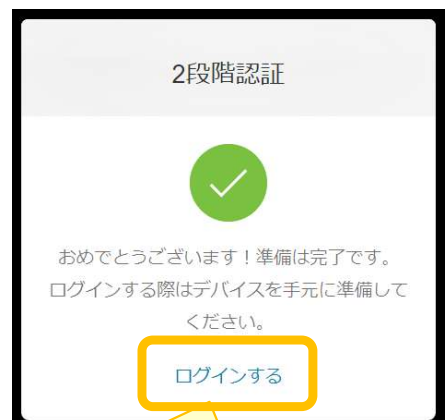 2段階認証
おめでとうございます！準備は完了です。
ログインする際はデバイスを手元に準備して
ください。
ログインする